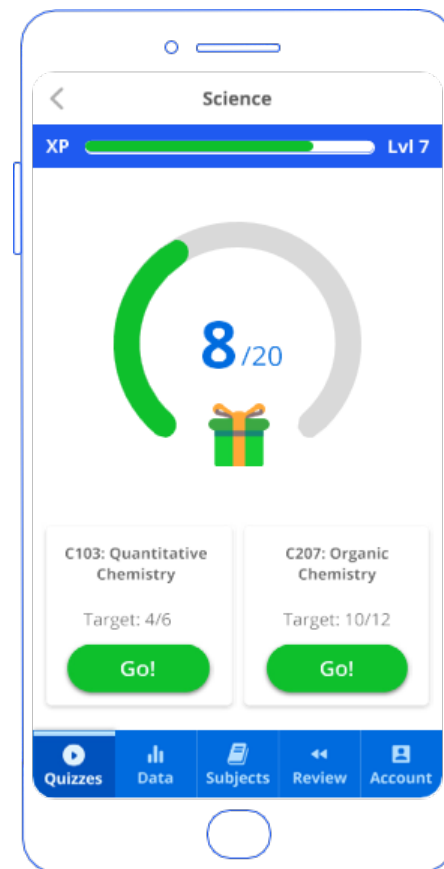 Science
XP Lvl 7
8/20
C103: Quantitative
Chemistry
Target: 4/6
Go!
C207: Organic
Chemistry
Target: 10/12
Go!
Quizzes
Data
Subjects
Review
Account